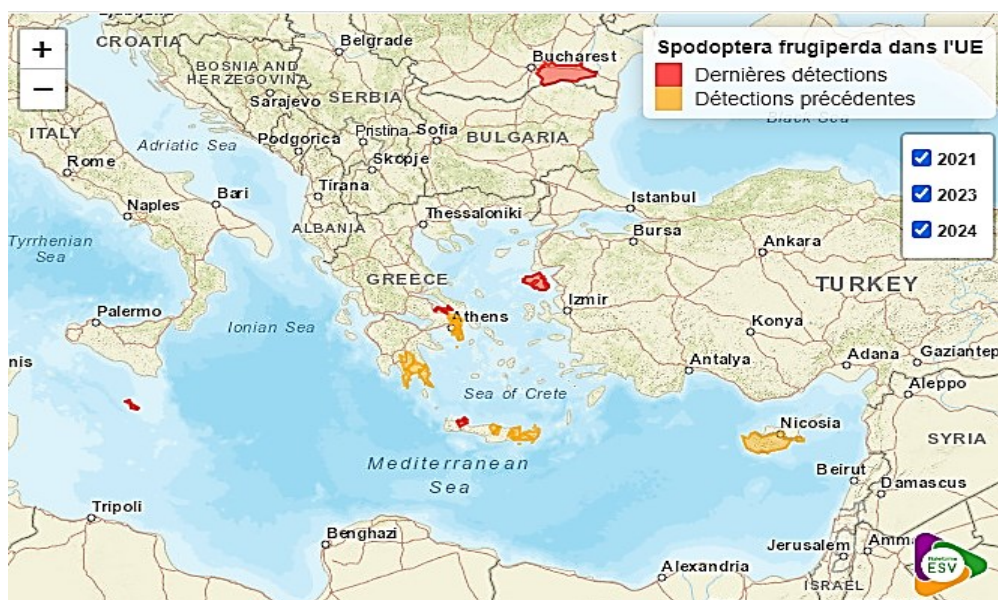 +
−
CROATIA
Belgrade
BOSNIA AND
HERZEGOVINA
Sarajevo
SERBIA
Bucharest
Spodoptera frugiperda dans l'UE
Dernières détections
Détections précédentes
Black Sea
2021
2023
2024
ITALY
Rome
Adriatic Sea
Podgorica
Pristina
Sofia
BULGARIA
Skopje
Tirana
Bari
Naples
ALBANIA
Thessaloniki
Istanbul
Bursa
Ankara
Tyrrhenian
Sea
GREECE
TURKEY
Palermo
Ionian Sea
Athens
Izmir
Konya
nis
Antalya
Adana
Gaziantep
Aleppo
Sea of Crete
Nicosia
SYRIA
Mediterranean
Sea
Beirut
Damascus
Tripoli
Benghazi
Jerusalem
Amm
Alexandria
ISRAEL
ESV